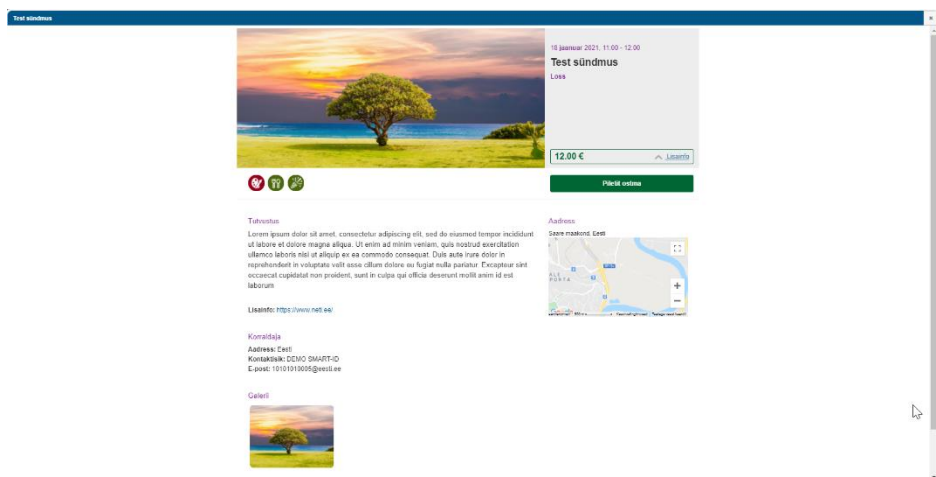 Test sündmus
18 jaanuar 2021, 11:00 - 12:00
Test sündmus
Loss
12.00 €
Lisainfo
Piletit ostma
Tutvustus
Lorem ipsum dolor sit amet, consectetur adipiscing elit, sed do eiusmod tempor incididunt
ut labore et dolore magna aliqua. Ut enim ad minim veniam, quis nostrud exercitation
ullamco laboris nisi ut aliquip ex ea commodo consequat. Duis aute irure dolor in
reprehenderit in voluptate velit esse cillum dolore eu fugiat nulla pariatur. Excepteur sint
occaecat cupidatat non proident, sunt in culpa qui officia deserunt mollit anim id est
laborum
Lisainfo: https://www.neti.ee/
Aadress
Saare maakond, Eesti
Korraldaja
Aadress: Eesti
Kontaktisik: DEMO SMART-ID
E-post: 10101010005@eesti.ee
Galerii